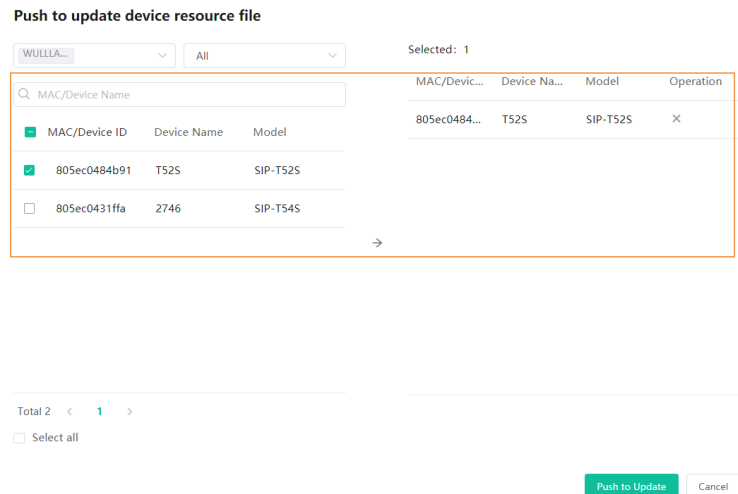 Push to update device resource file
WULLLA...
All
Selected: 1
MAC/Device Name
MAC/Devic... Device Na... Model Operation
MAC/Device ID Device Name Model
805ec0484... T52S SIP-T52S
805ec0484b91 T52S SIP-T52S
805ec0431ffa 2746 SIP-T54S
Total 2 < 1 >
Select all
Push to Update Cancel